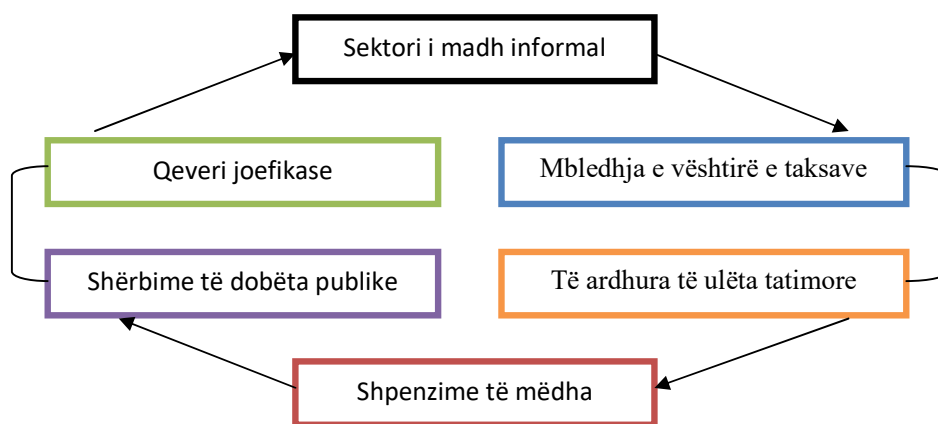 Sektori i madh informal
Qeveri joefikase
Mbledhja e vështirë e taksave
Shërbime të dobëta publike
Të ardhura të ulëta tatimore
Shpenzime të mëdha